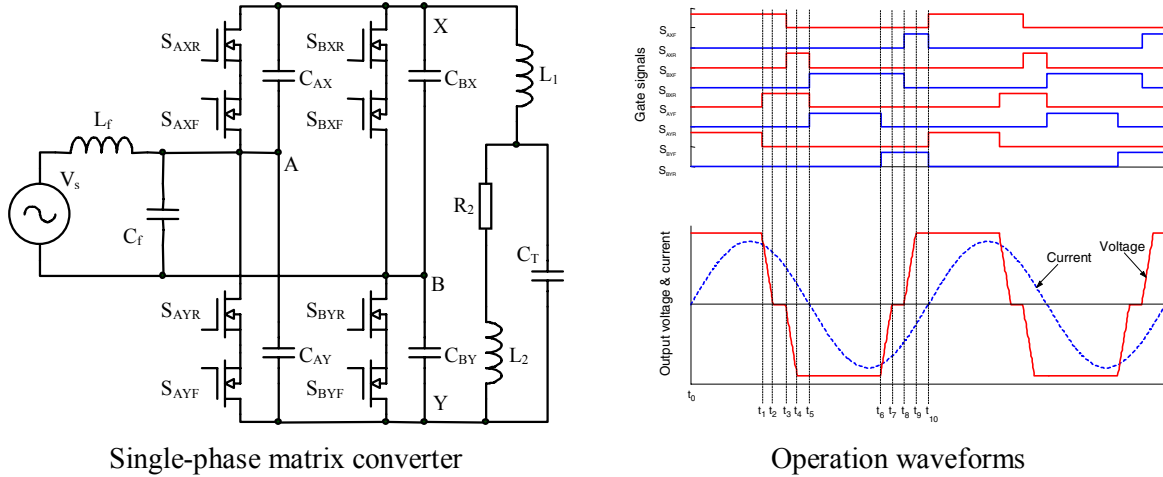 X
S_AXR
S_BXR
C_AX
C_BX
L_1
S_AXF
S_BXF
L_f
A
V_s
R_2
C_f
C_T
B
S_AYR
S_BYR
C_AY
C_BY
L_2
S_AYF
S_BYF
Y
Single-phase matrix converter
Gate signals
S_AXF
S_AXR
S_BXF
S_BXR
S_AYF
S_AYR
S_BYF
S_BYR
Output voltage & current
Voltage
Current
t_0
t_1 t_2 t_3 t_4 t_5 t_6 t_7 t_8 t_9 t_10
Operation waveforms